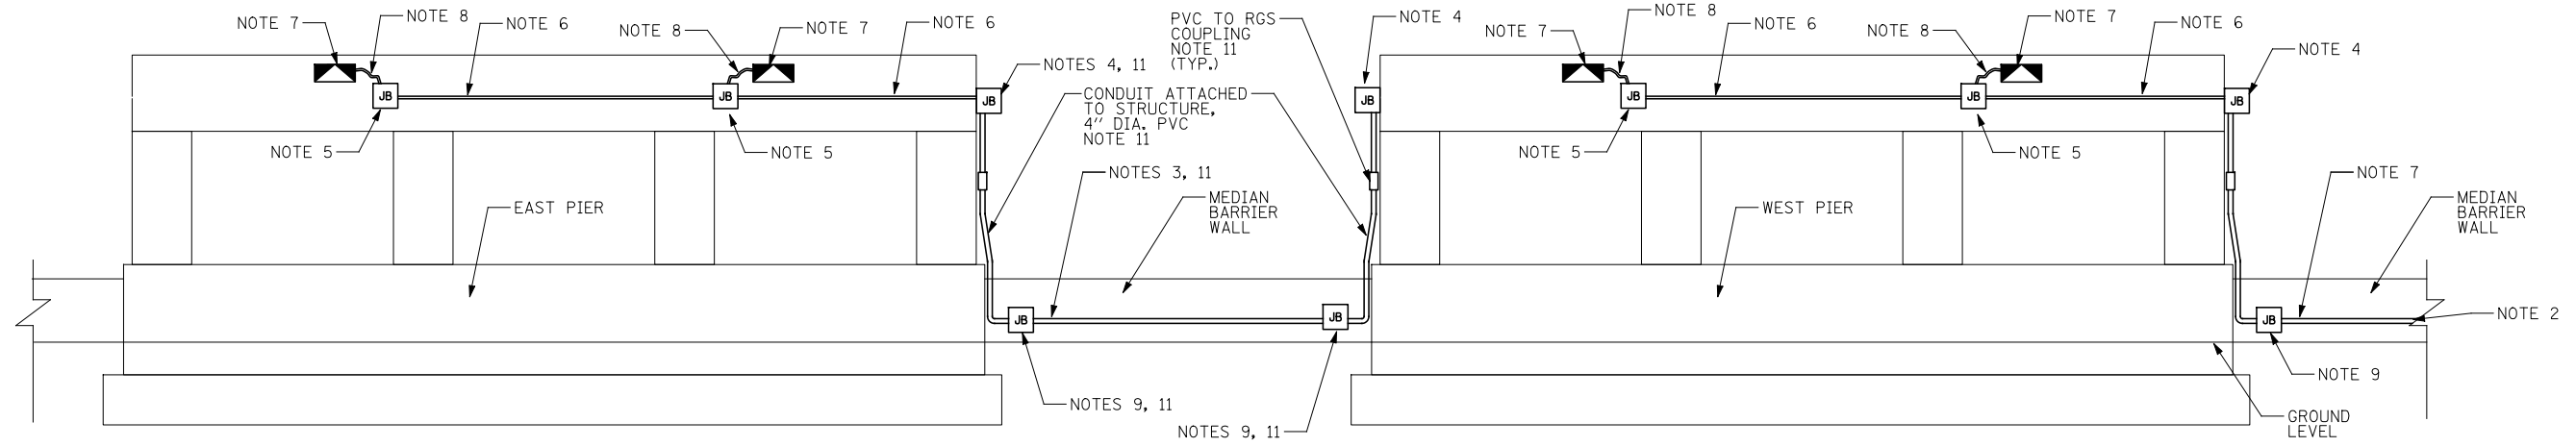 NOTE 7
NOTE 8
NOTE 6
NOTE 8
NOTE 7
NOTE 6
PVC TO RGS
COUPLING
NOTE 11
(TYP.)
NOTE 4
NOTE 7
NOTE 8
NOTE 6
NOTE 8
NOTE 7
NOTE 6
NOTE 4
NOTES 4, 11
JB
JB
JB
JB
JB
JB
JB
CONDUIT ATTACHED
TO STRUCTURE,
4" DIA. PVC
NOTE 11
NOTE 5
NOTE 5
NOTE 5
NOTE 5
NOTES 3, 11
NOTE 7
EAST PIER
MEDIAN
BARRIER
WALL
WEST PIER
MEDIAN
BARRIER
WALL
JB
JB
JB
NOTE 2
NOTE 9
NOTES 9, 11
NOTES 9, 11
GROUND
LEVEL